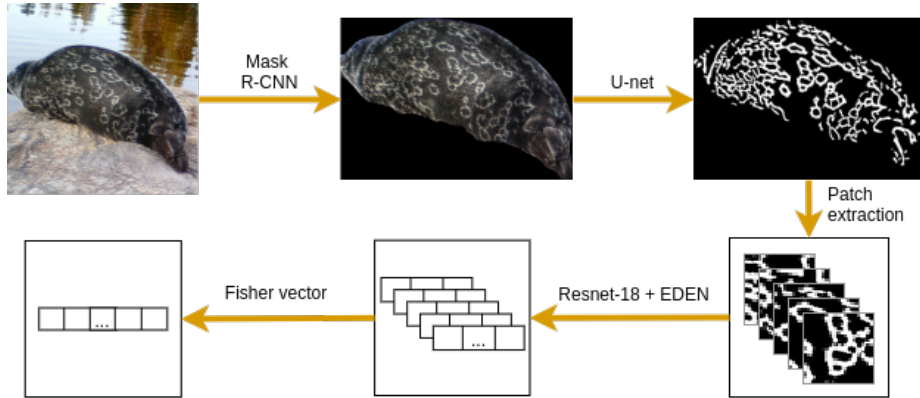 Mask
R-CNN
U-net
Patch
extraction
Resnet-18 + EDEN
...
Fisher vector
...